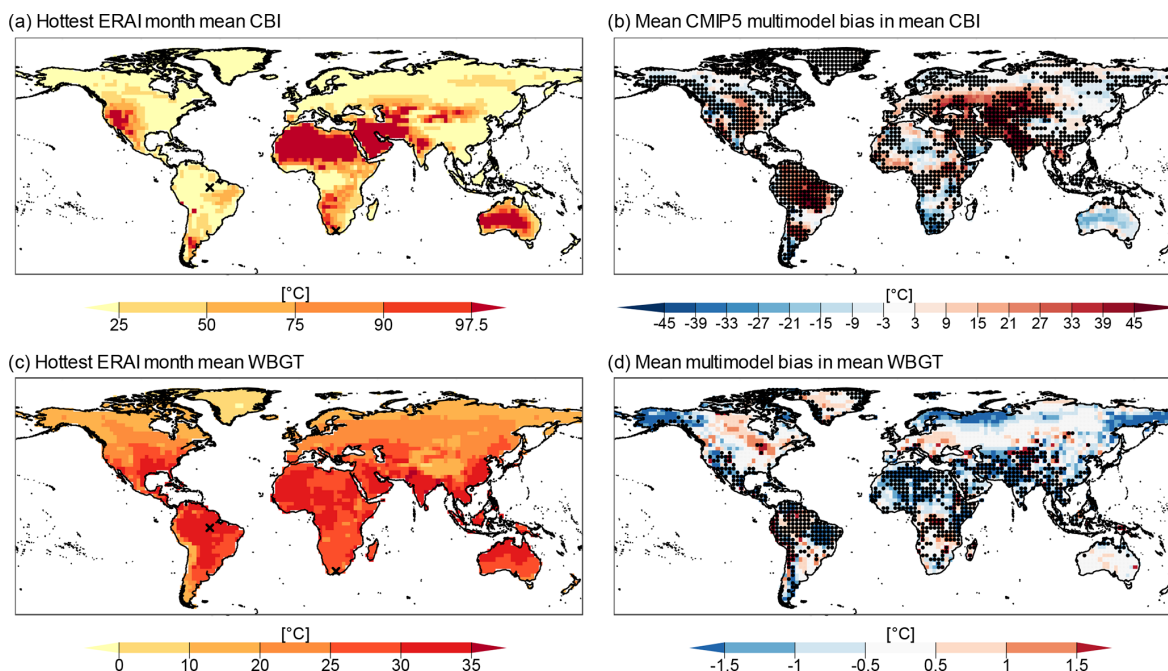 (a) Hottest ERAI month mean CBI
(b) Mean CMIP5 multimodel bias in mean CBI
[°C]
25 50 75 90 97.5
[°C]
-45 -39 -33 -27 -21 -15 -9 -3 3 9 15 21 27 33 39 45
(c) Hottest ERAI month mean WBGT
(d) Mean multimodel bias in mean WBGT
[°C]
0 10 20 25 30 35
[°C]
-1.5 -1 -0.5 0.5 1 1.5